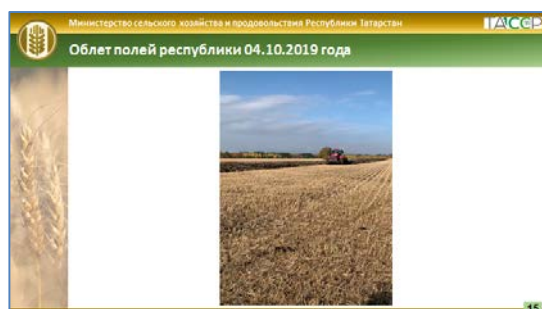 Министерство сельского хозяйства и продовольствия Республики Татарстан
ТАССР
Облет полей республики 04.10.2019 года
15